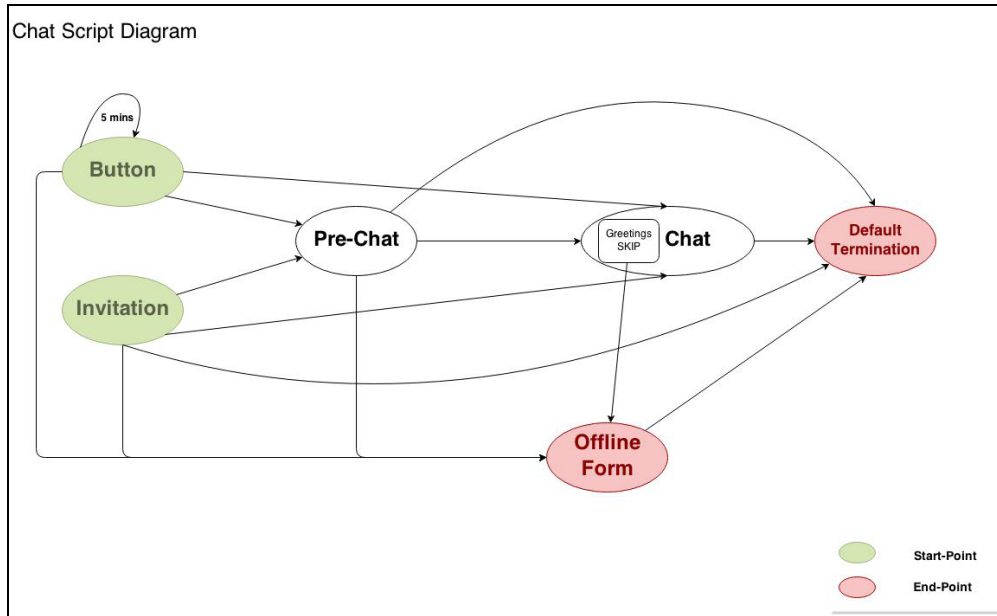 Chat Script Diagram
5 mins
Button
Pre-Chat
Greetings
SKIP
Chat
Default
Termination
Invitation
Offline
Form
Start-Point
End-Point